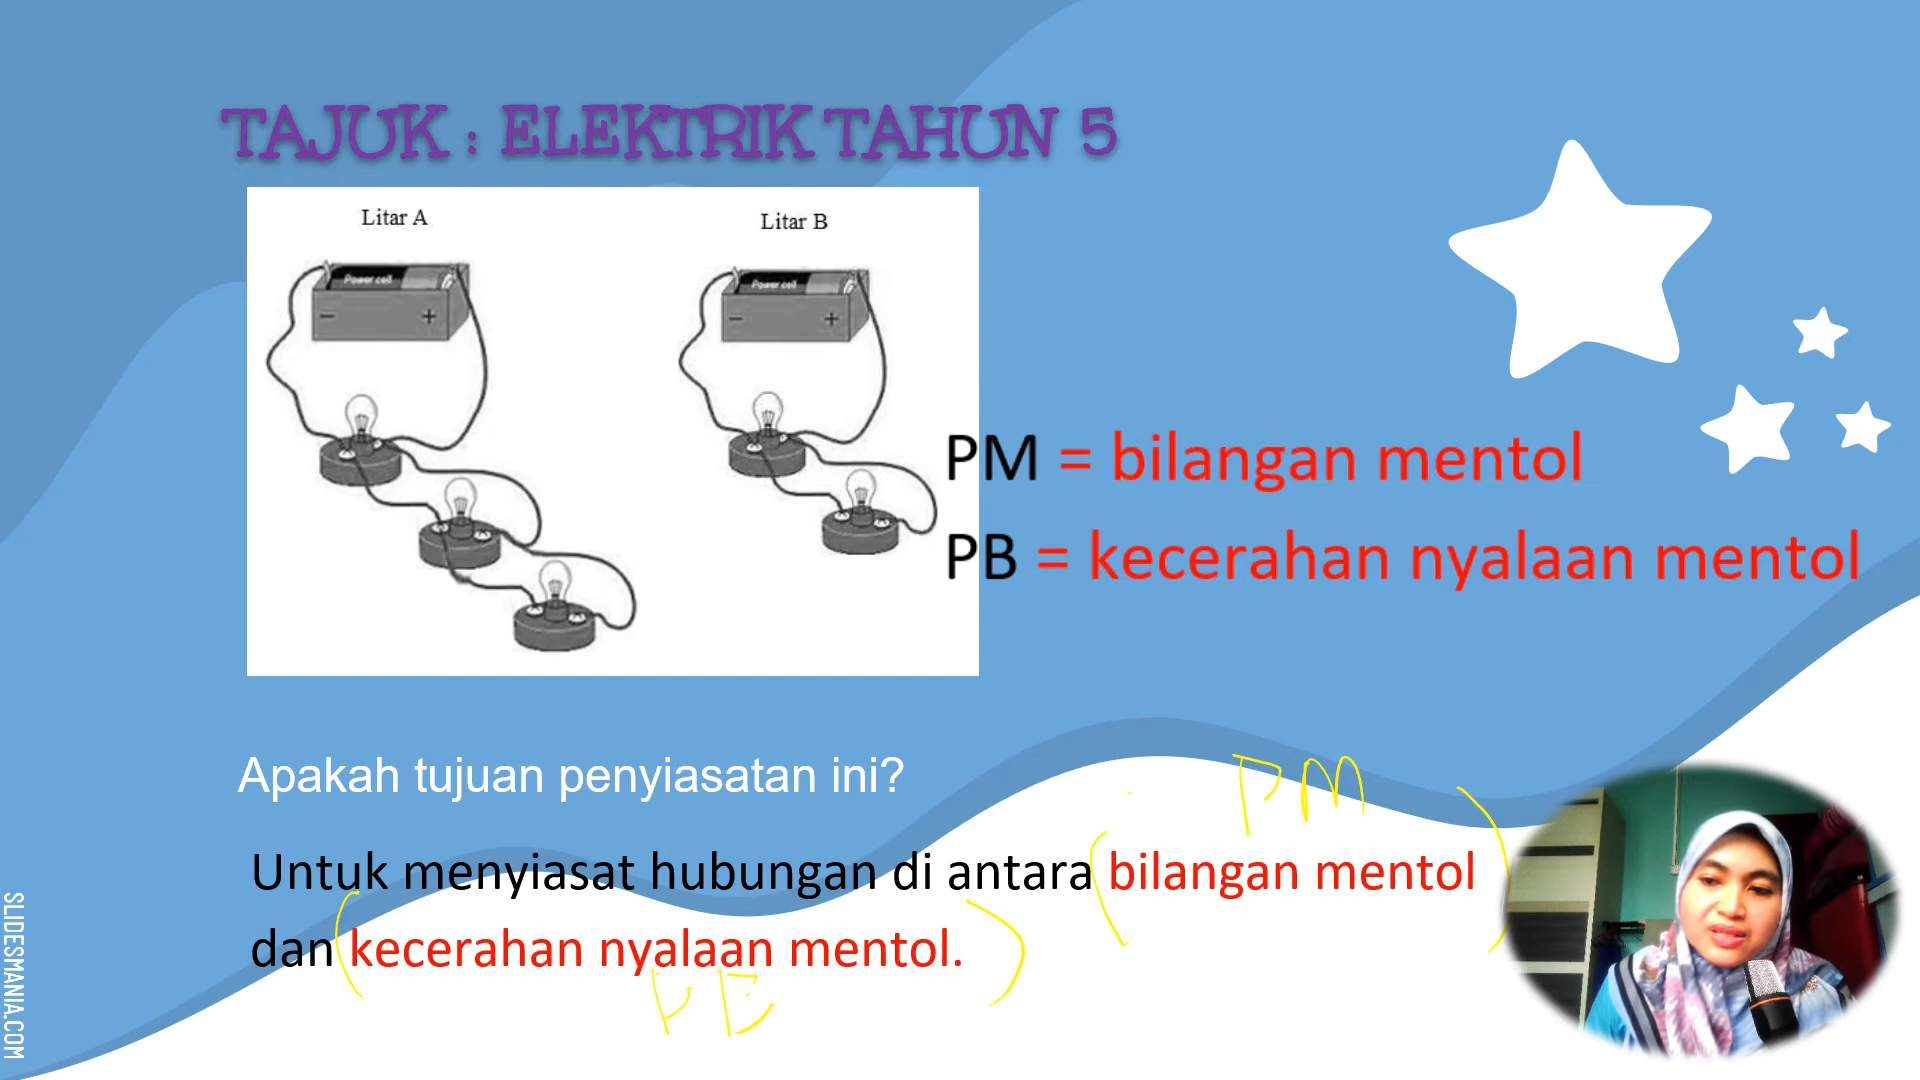 TAJUK : ELEKTRIK TAHUN 5
Litar A
Litar B
Power cell
− +
Power cell
− +
PM = bilangan mentol
PB = kecerahan nyalaan mentol
Apakah tujuan penyiasatan ini?
PM
Untuk menyiasat hubungan di antara bilangan mentol
dan kecerahan nyalaan mentol.
PB
SLIDESMANIA.COM